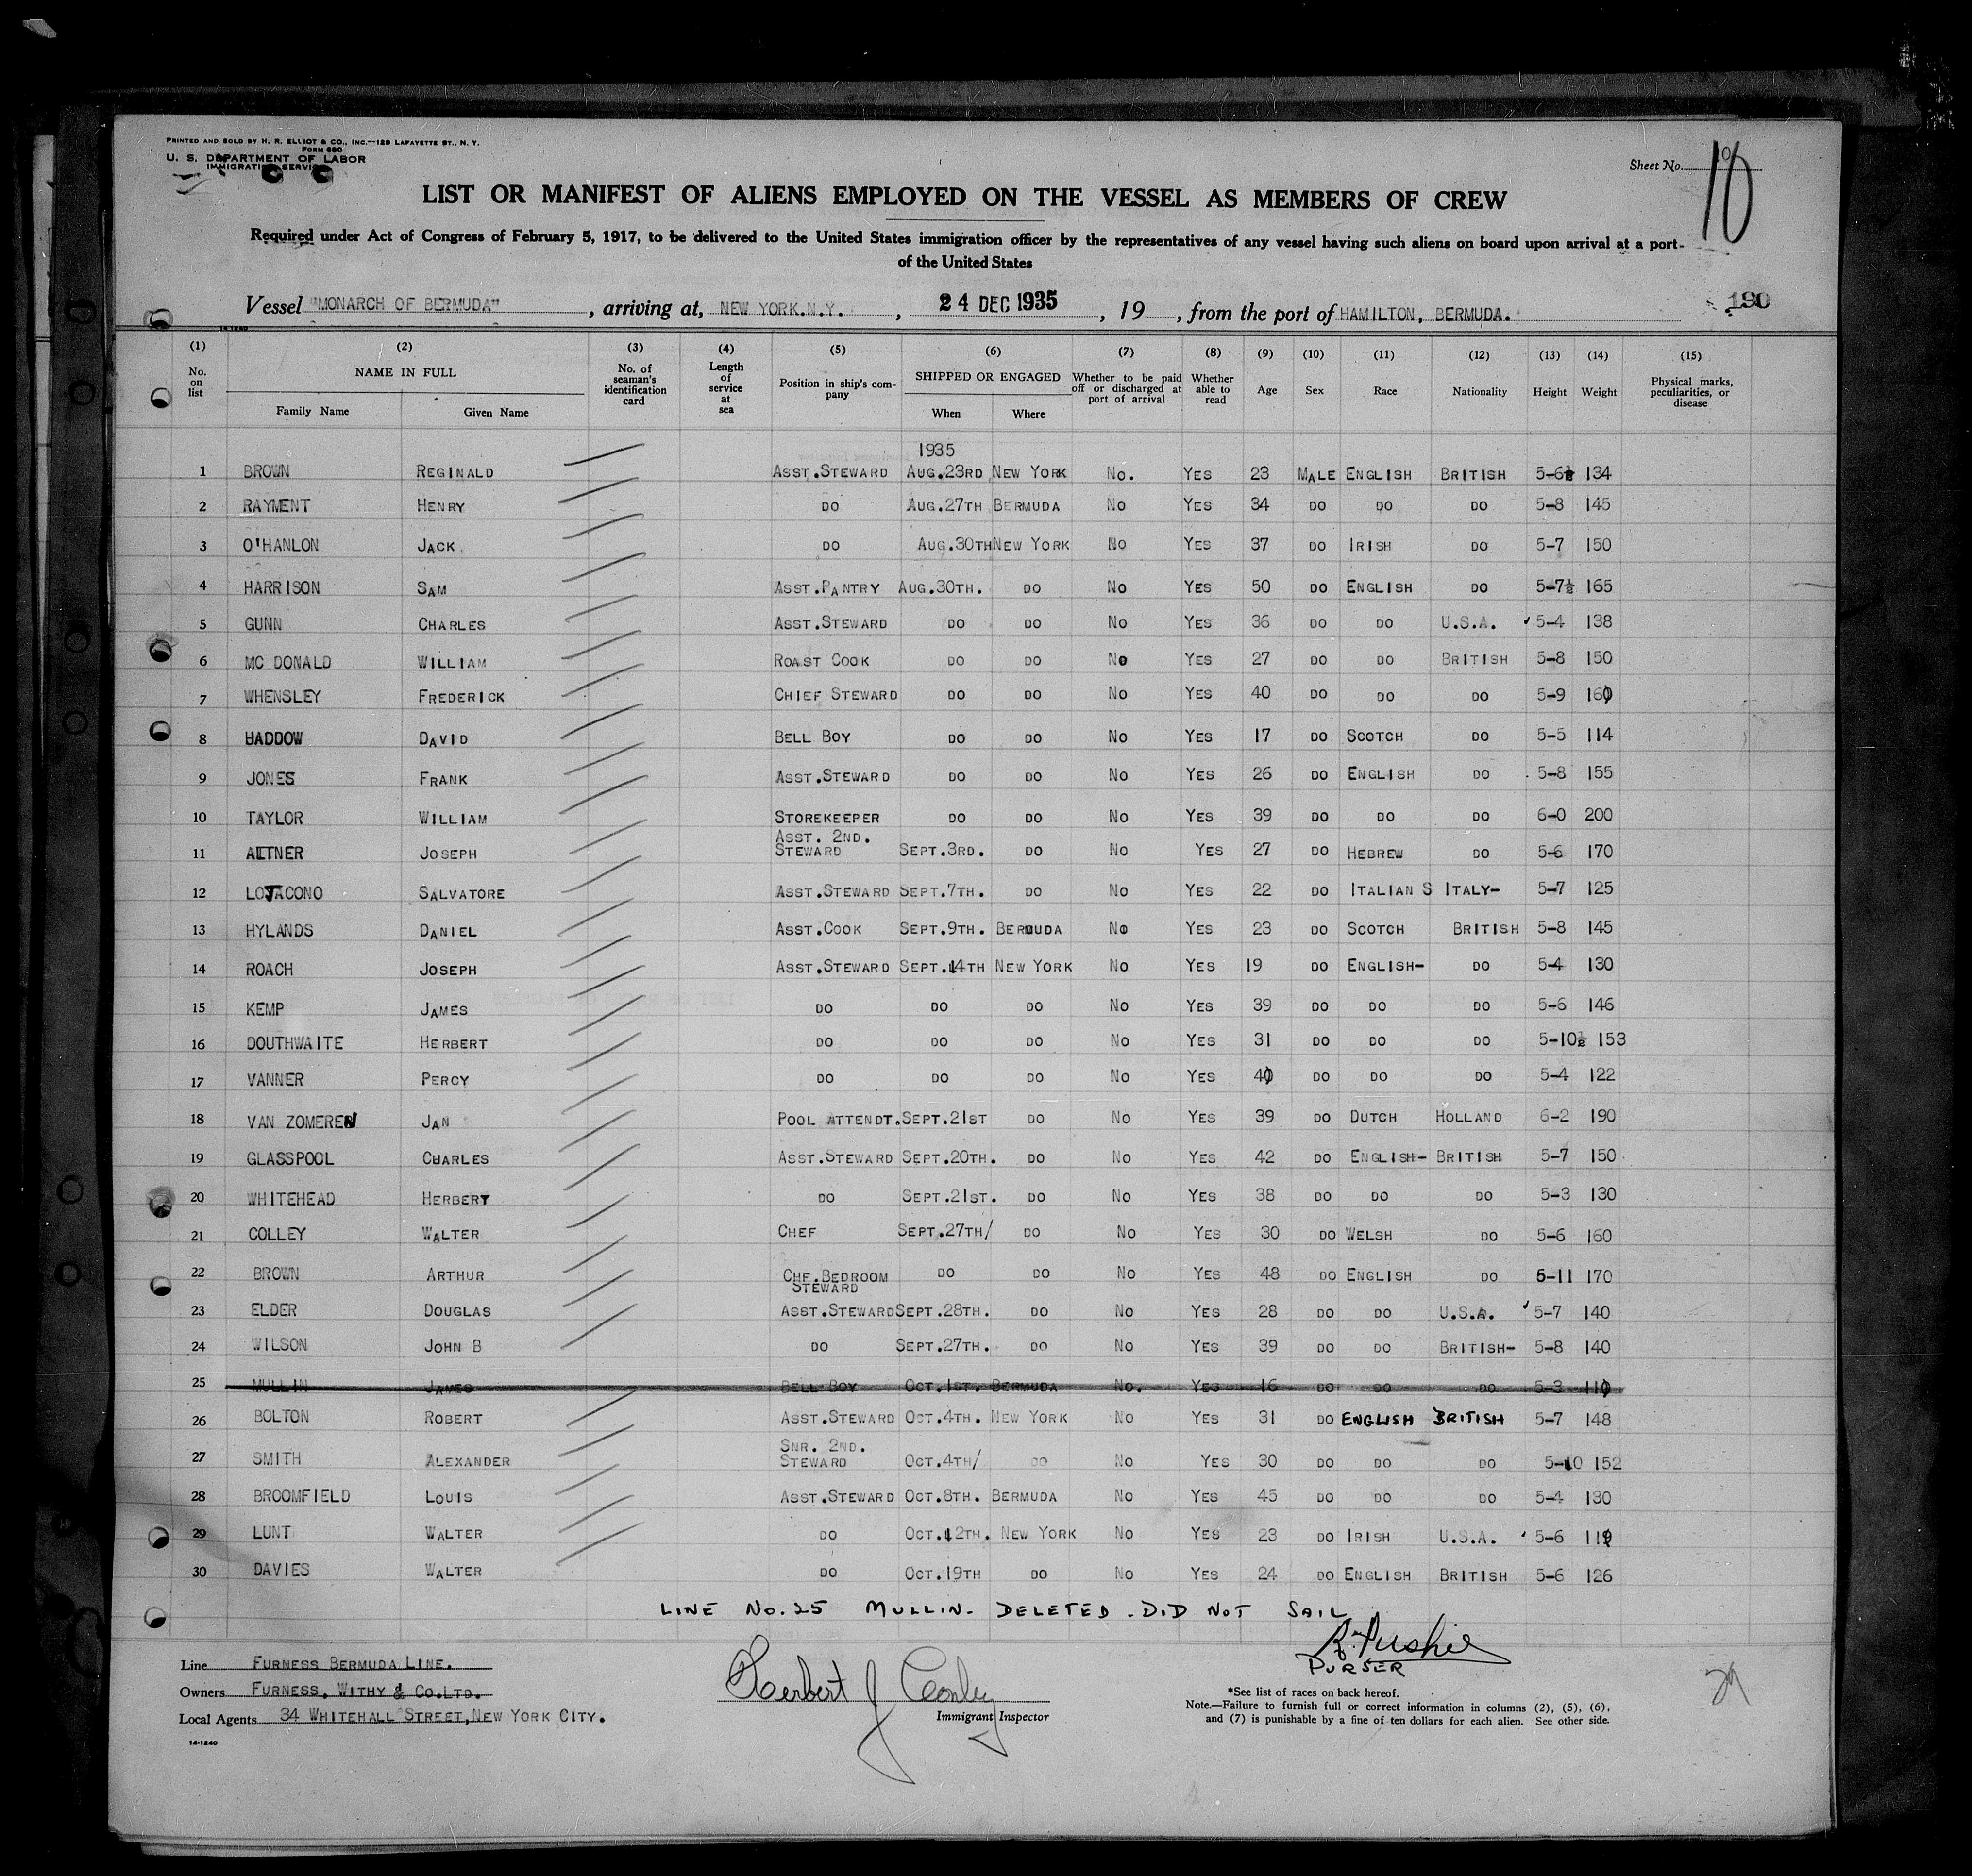 PRINTED AND SOLD BY H. R. ELLIOT & CO., INC.—129 LAFAYETTE ST., N. Y.
FORM 680
U. S. DEPARTMENT OF LABOR
IMMIGRATION SERVICE
Sheet No. 10
10
LIST OR MANIFEST OF ALIENS EMPLOYED ON THE VESSEL AS MEMBERS OF CREW
Required under Act of Congress of February 5, 1917, to be delivered to the United States immigration officer by the representatives of any vessel having such aliens on board upon arrival at a port
of the United States
Vessel "MONARCH OF BERMUDA" , arriving at, NEW YORK.N.Y. , 24 DEC 1935 , 19 , from the port of HAMILTON, BERMUDA. 190
14-1240
(1) No. on list (2) NAME IN FULL Family Name Given Name (3) No. of seaman's identification card (4) Length of service at sea (5) Position in ship's company (6) SHIPPED OR ENGAGED When Where (7) Whether to be paid off or discharged at port of arrival (8) Whether able to read (9) Age (10) Sex (11) Race (12) Nationality (13) Height (14) Weight (15) Physical marks, peculiarities, or disease
1935
1 BROWN REGINALD ASST.STEWARD AUG.23RD NEW YORK No. YES 23 MALE ENGLISH BRITISH 5-6½ 134
2 RAYMENT HENRY DO AUG.27TH BERMUDA No YES 34 DO DO DO 5-8 145
3 O'HANLON JACK DO AUG.30TH NEW YORK No YES 37 DO IRISH DO 5-7 150
4 HARRISON SAM ASST.PANTRY AUG.30TH. DO No YES 50 DO ENGLISH DO 5-7½ 165
5 GUNN CHARLES ASST.STEWARD DO DO No YES 36 DO DO U.S.A. 5-4 138
6 MC DONALD WILLIAM ROAST COOK DO DO No YES 27 DO DO BRITISH 5-8 150
7 WHENSLEY FREDERICK CHIEF STEWARD DO DO No YES 40 DO DO DO 5-9 160
8 HADDOW DAVID BELL BOY DO DO No YES 17 DO SCOTCH DO 5-5 114
9 JONES FRANK ASST.STEWARD DO DO No YES 26 DO ENGLISH DO 5-8 155
10 TAYLOR WILLIAM STOREKEEPER DO DO No YES 39 DO DO DO 6-0 200
11 ALTNER JOSEPH ASST. 2ND. STEWARD SEPT.3RD. DO No YES 27 DO HEBREW DO 5-6 170
12 LOJACONO SALVATORE ASST.STEWARD SEPT.7TH. DO No YES 22 DO ITALIAN S ITALY- 5-7 125
13 HYLANDS DANIEL ASST.COOK SEPT.9TH. BERMUDA No YES 23 DO SCOTCH BRITISH 5-8 145
14 ROACH JOSEPH ASST.STEWARD SEPT.14TH NEW YORK No YES 19 DO ENGLISH- DO 5-4 130
15 KEMP JAMES DO DO DO No YES 39 DO DO DO 5-6 146
16 DOUTHWAITE HERBERT DO DO DO No YES 31 DO DO DO 5-10½ 153
17 VANNER PERCY DO DO DO No YES 40 DO DO DO 5-4 122
18 VAN ZOMEREN JAN POOL ATTENDT. SEPT.21ST DO No YES 39 DO DUTCH HOLLAND 6-2 190
19 GLASSPOOL CHARLES ASST.STEWARD SEPT.20TH. DO No YES 42 DO ENGLISH- BRITISH 5-7 150
20 WHITEHEAD HERBERT DO SEPT.21ST. DO No YES 38 DO DO DO 5-3 130
21 COLLEY WALTER CHEF SEPT.27TH/ DO No YES 30 DO WELSH DO 5-6 160
22 BROWN ARTHUR CHF.BEDROOM STEWARD DO DO No YES 48 DO ENGLISH DO 5-11 170
23 ELDER DOUGLAS ASST.STEWARD SEPT.28TH. DO No YES 28 DO DO U.S.A. 5-7 140
24 WILSON JOHN B DO SEPT.27TH. DO No YES 39 DO DO BRITISH- 5-8 140
25 MULLIN JAMES BELL BOY OCT.1ST. BERMUDA No. YES 16 DO DO DO 5-3 110
26 BOLTON ROBERT ASST.STEWARD OCT.4TH. NEW YORK No YES 31 DO ENGLISH BRITISH 5-7 148
27 SMITH ALEXANDER SNR. 2ND. STEWARD OCT.4TH/ DO No YES 30 DO DO DO 5-10 152
28 BROOMFIELD LOUIS ASST.STEWARD OCT.8TH. BERMUDA No YES 45 DO DO DO 5-4 130
29 LUNT WALTER DO OCT.12TH. NEW YORK No YES 23 DO IRISH U.S.A. 5-6 119
30 DAVIES WALTER DO OCT.19TH DO No YES 24 DO ENGLISH BRITISH 5-6 126
LINE No. 25 MULLIN- DELETED. DID NOT SAIL
PURSER
Line FURNESS BERMUDA LINE.
Owners FURNESS, WITHY & CO.LTD.
Local Agents 34 WHITEHALL STREET, NEW YORK CITY.
14-1240
Herbert J Conley
Immigrant Inspector
*See list of races on back hereof.
Note.—Failure to furnish full or correct information in columns (2), (5), (6),
and (7) is punishable by a fine of ten dollars for each alien. See other side.
29